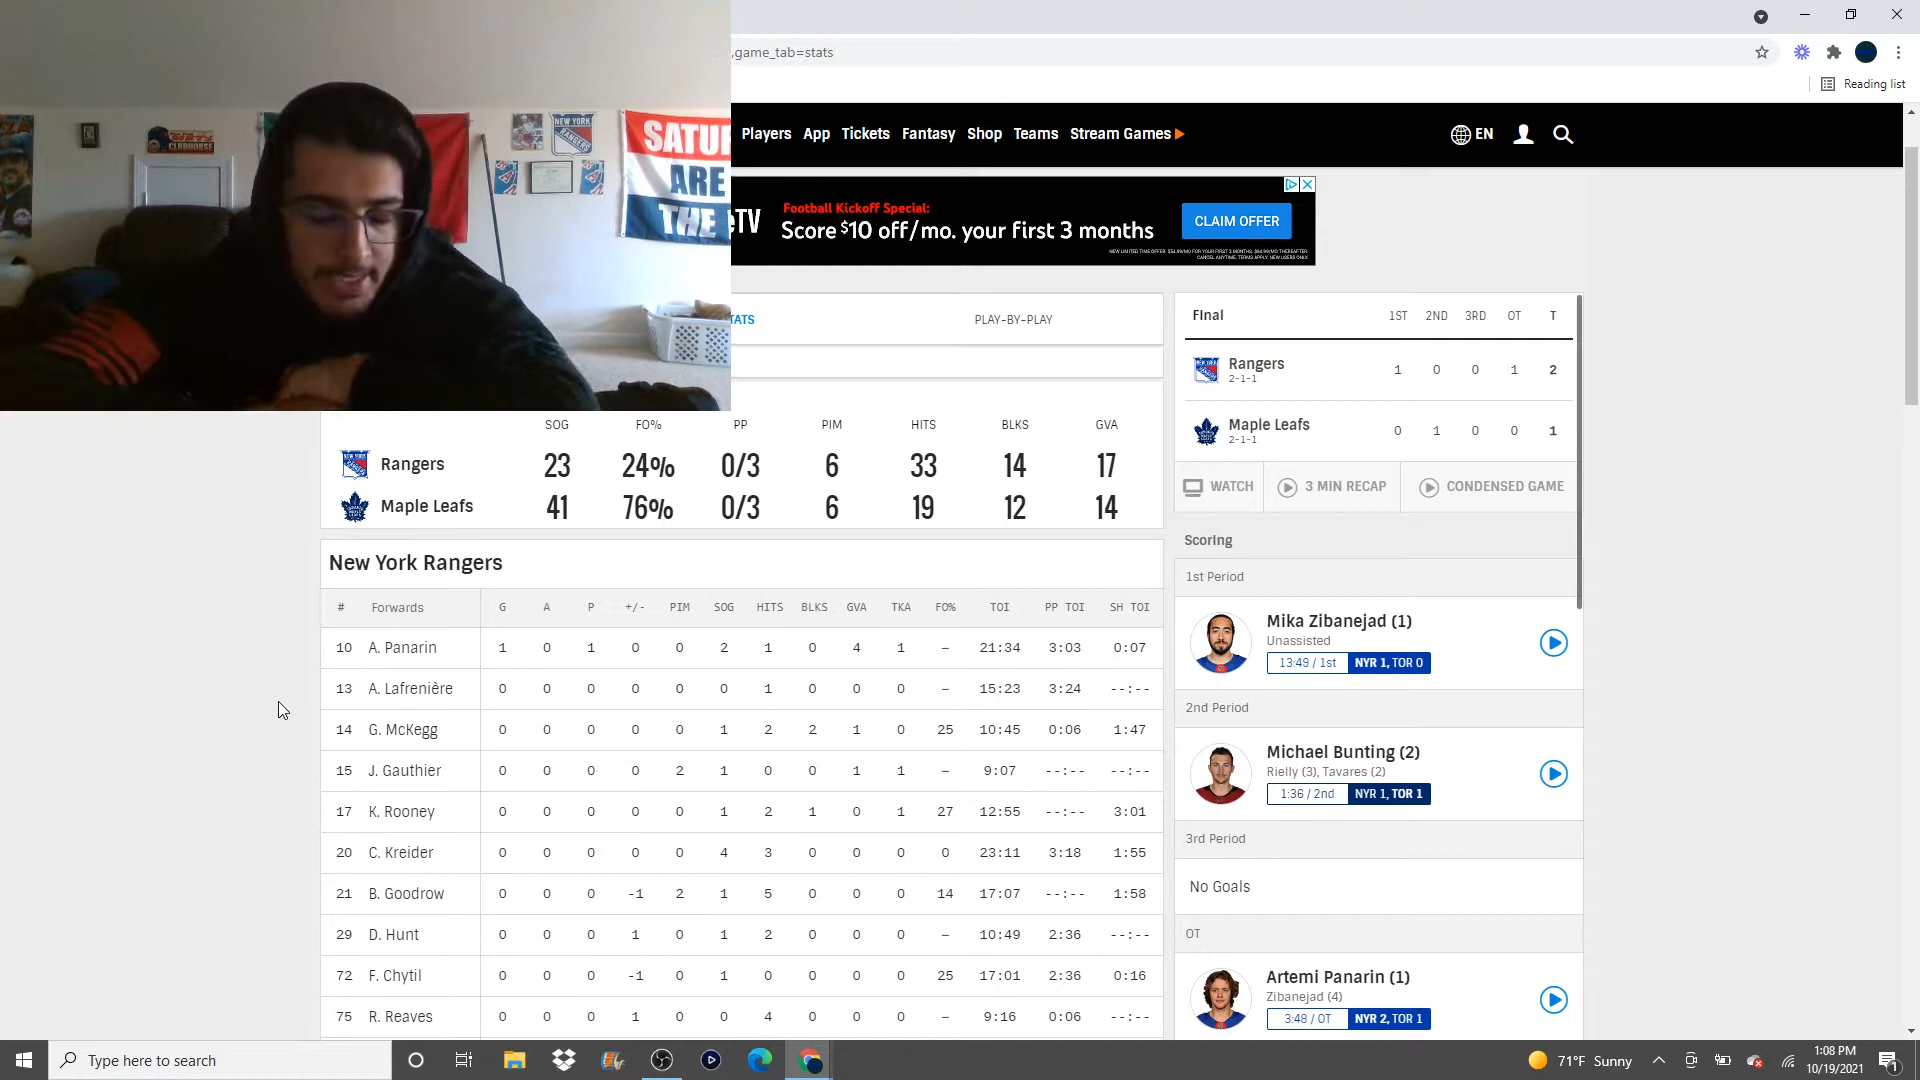 ,game_tab=stats
Reading list
Players App Tickets Fantasy Shop Teams Stream Games
EN
CLUBHOUSE
NEW YORK
RANGERS
SATUR
ARE
THE
TV
Football Kickoff Special:
Score $10 off/mo. your first 3 months
CLAIM OFFER
TATS
PLAY-BY-PLAY
Final 1ST 2ND 3RD OT T
Rangers 1 0 0 1 2
2-1-1
Maple Leafs 0 1 0 0 1
2-1-1
WATCH 3 MIN RECAP CONDENSED GAME
SOG FO% PP PIM HITS BLKS GVA
Rangers 23 24% 0/3 6 33 14 17
Maple Leafs 41 76% 0/3 6 19 12 14
New York Rangers
# Forwards G A P +/- PIM SOG HITS BLKS GVA TKA FO% TOI PP TOI SH TOI
10 A. Panarin 1 0 1 0 0 2 1 0 4 1 – 21:34 3:03 0:07
13 A. Lafrenière 0 0 0 0 0 0 1 0 0 0 – 15:23 3:24 --:--
14 G. McKegg 0 0 0 0 0 1 2 2 1 0 25 10:45 0:06 1:47
15 J. Gauthier 0 0 0 0 2 1 0 0 1 1 – 9:07 --:-- --:--
17 K. Rooney 0 0 0 0 0 1 2 1 0 1 27 12:55 --:-- 3:01
20 C. Kreider 0 0 0 0 0 4 3 0 0 0 0 23:11 3:18 1:55
21 B. Goodrow 0 0 0 -1 2 1 5 0 0 0 14 17:07 --:-- 1:58
29 D. Hunt 0 0 0 1 0 1 2 0 0 0 – 10:49 2:36 --:--
72 F. Chytil 0 0 0 -1 0 1 0 0 0 0 25 17:01 2:36 0:16
75 R. Reaves 0 0 0 1 0 0 4 0 0 0 – 9:16 0:06 --:--
Scoring
1st Period
Mika Zibanejad (1)
Unassisted
13:49 / 1st NYR 1, TOR 0
2nd Period
Michael Bunting (2)
Rielly (3), Tavares (2)
1:36 / 2nd NYR 1, TOR 1
3rd Period
No Goals
OT
Artemi Panarin (1)
Zibanejad (4)
3:48 / OT NYR 2, TOR 1
Type here to search
71°F Sunny
1:08 PM
10/19/2021
1